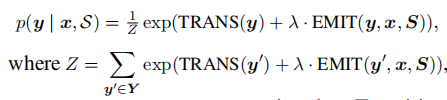 p(y | x, S) = 1/Z exp(TRANS(y) + λ · EMIT(y, x, S)),
where Z = ∑ exp(TRANS(y′) + λ · EMIT(y′, x, S)),
y′∈Y